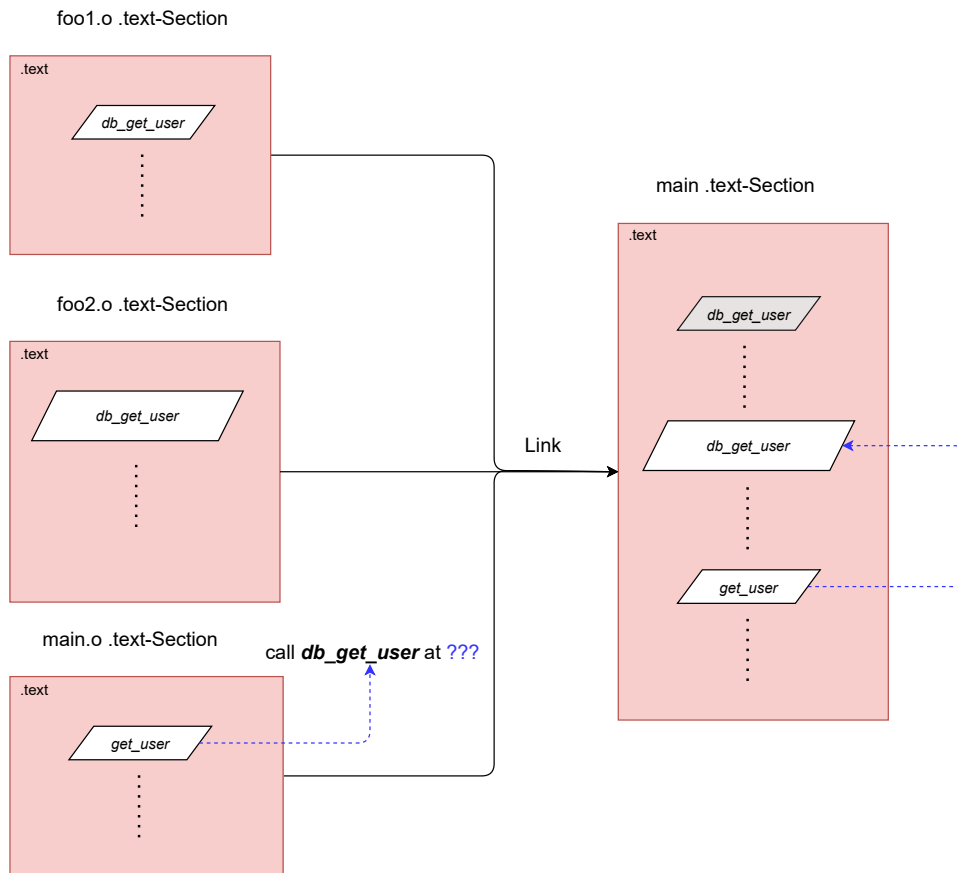 foo1.o .text-Section
.text
db_get_user
foo2.o .text-Section
.text
db_get_user
main.o .text-Section
.text
get_user
call db_get_user at ???
Link
main .text-Section
.text
db_get_user
db_get_user
get_user